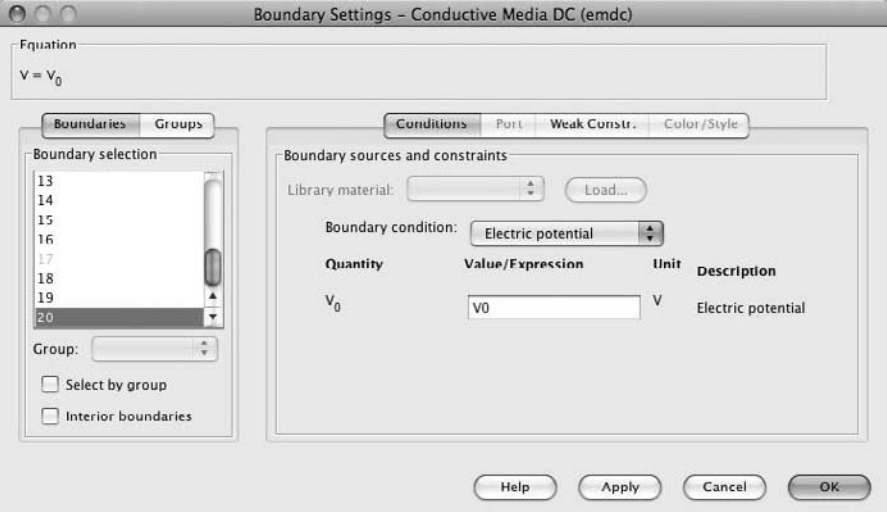 Boundary Settings – Conductive Media DC (emdc)
Equation
V = V0
Boundaries Groups
Conditions Port Weak Constr. Color/Style
Boundary selection
13
14
15
16
17
18
19
20
Group:
Select by group
Interior boundaries
Boundary sources and constraints
Library material: Load...
Boundary condition: Electric potential
Quantity Value/Expression Unit Description
V0 V0 V Electric potential
Help Apply Cancel OK